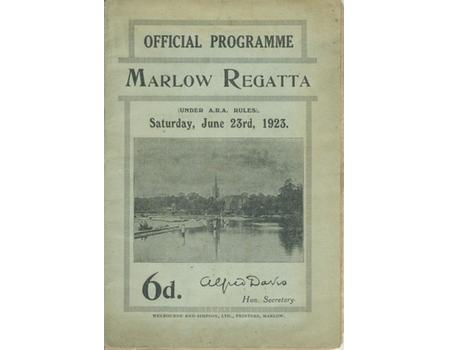 OFFICIAL PROGRAMME
MARLOW REGATTA
(UNDER A.R.A. RULES).
Saturday, June 23rd, 1923.
6d.
Alfred Davis
Hon. Secretary.
MELBOURNE AND SIMPSON, LTD., PRINTERS, MARLOW.